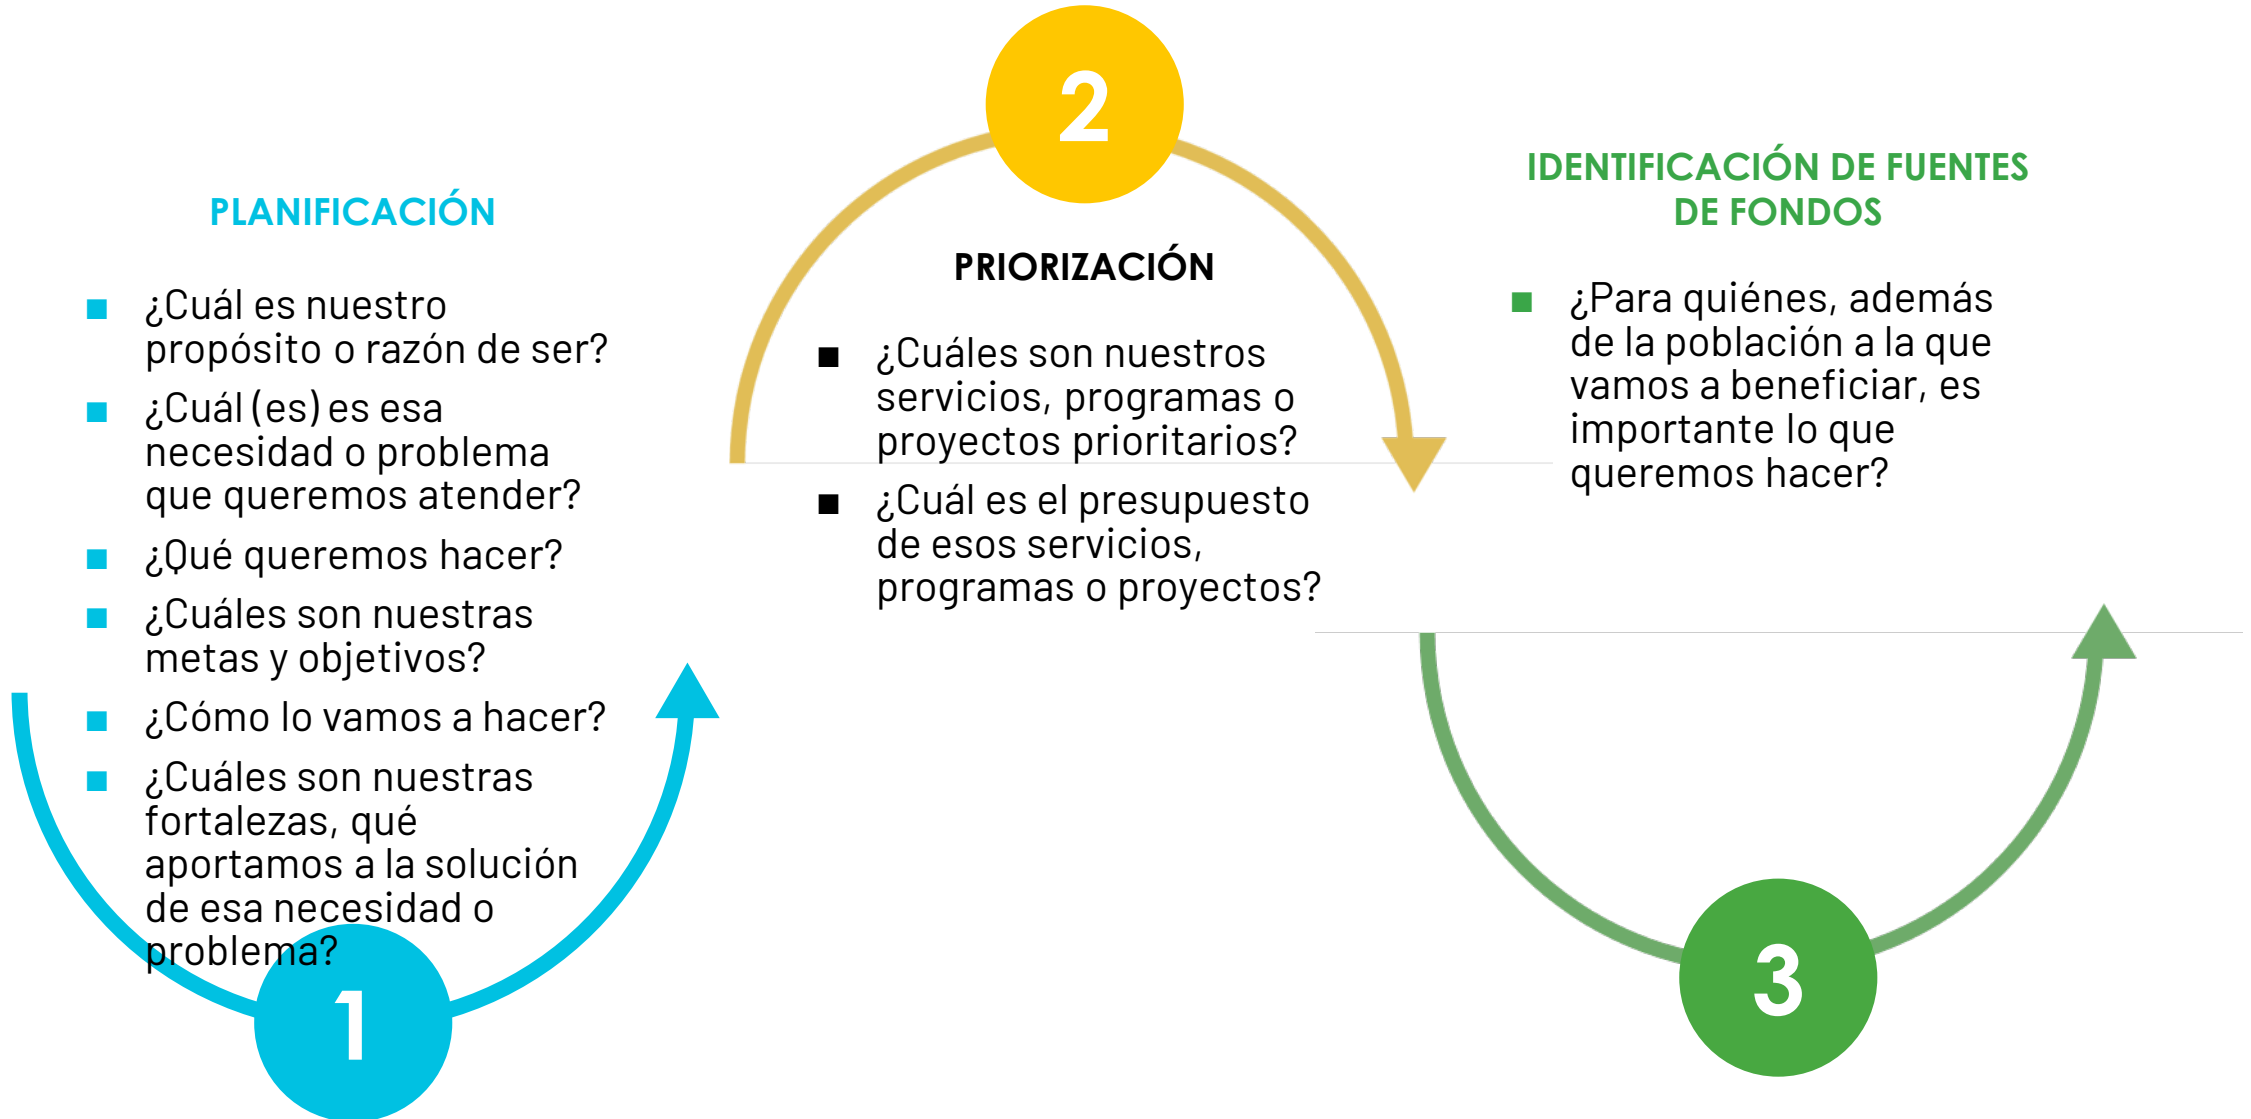 PLANIFICACIÓN
¿Cuál es nuestro
propósito o razón de ser?
¿Cuál (es) es esa
necesidad o problema
que queremos atender?
¿Qué queremos hacer?
¿Cuáles son nuestras
metas y objetivos?
¿Cómo lo vamos a hacer?
¿Cuáles son nuestras
fortalezas, qué
aportamos a la solución
de esa necesidad o
problema?
1
2
PRIORIZACIÓN
¿Cuáles son nuestros
servicios, programas o
proyectos prioritarios?
¿Cuál es el presupuesto
de esos servicios,
programas o proyectos?
IDENTIFICACIÓN DE FUENTES
DE FONDOS
¿Para quiénes, además
de la población a la que
vamos a beneficiar, es
importante lo que
queremos hacer?
3